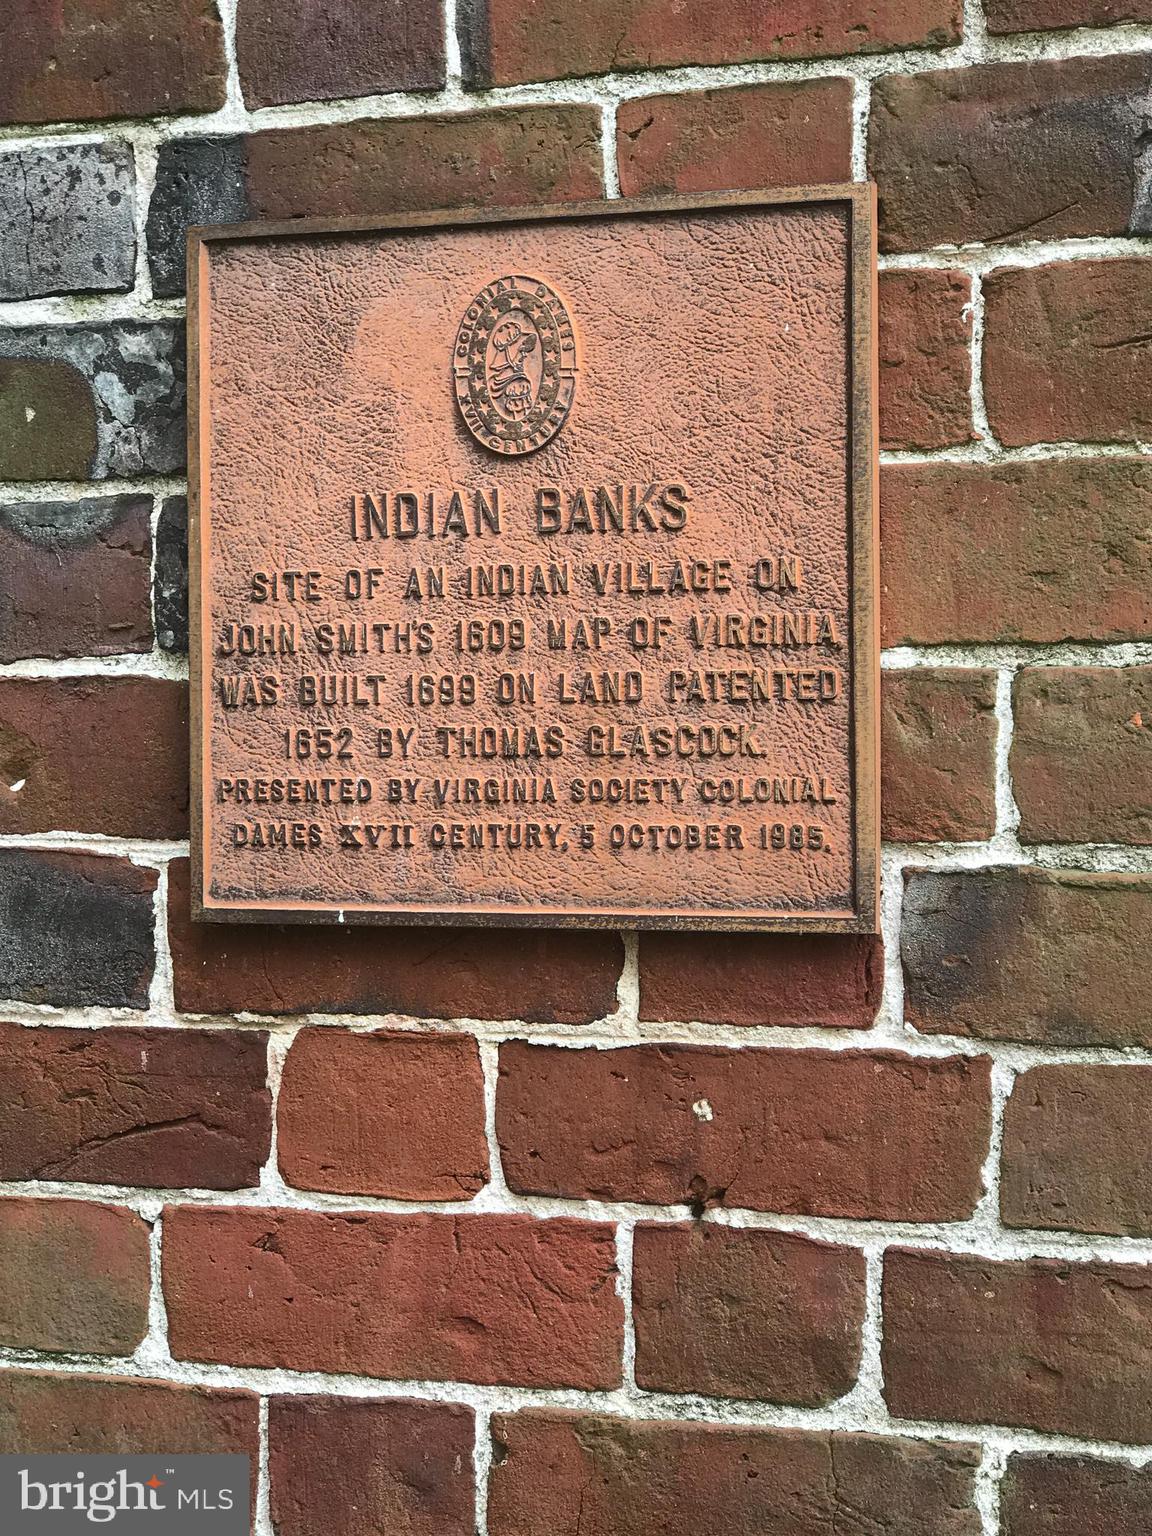 COLONIAL DAMES
XVII CENTURY
INDIAN BANKS
SITE OF AN INDIAN VILLAGE ON
JOHN SMITH'S 1609 MAP OF VIRGINIA,
WAS BUILT 1699 ON LAND PATENTED
1652 BY THOMAS GLASCOCK.
PRESENTED BY VIRGINIA SOCIETY COLONIAL
DAMES XVII CENTURY, 5 OCTOBER 1985.
bright™ MLS